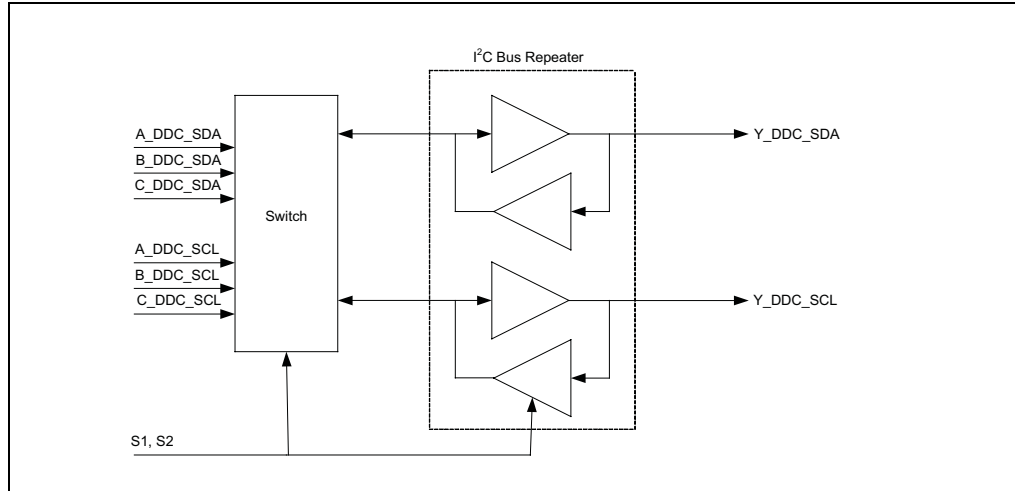 I²C Bus Repeater
A_DDC_SDA
B_DDC_SDA
C_DDC_SDA
Y_DDC_SDA
Switch
A_DDC_SCL
B_DDC_SCL
C_DDC_SCL
Y_DDC_SCL
S1, S2